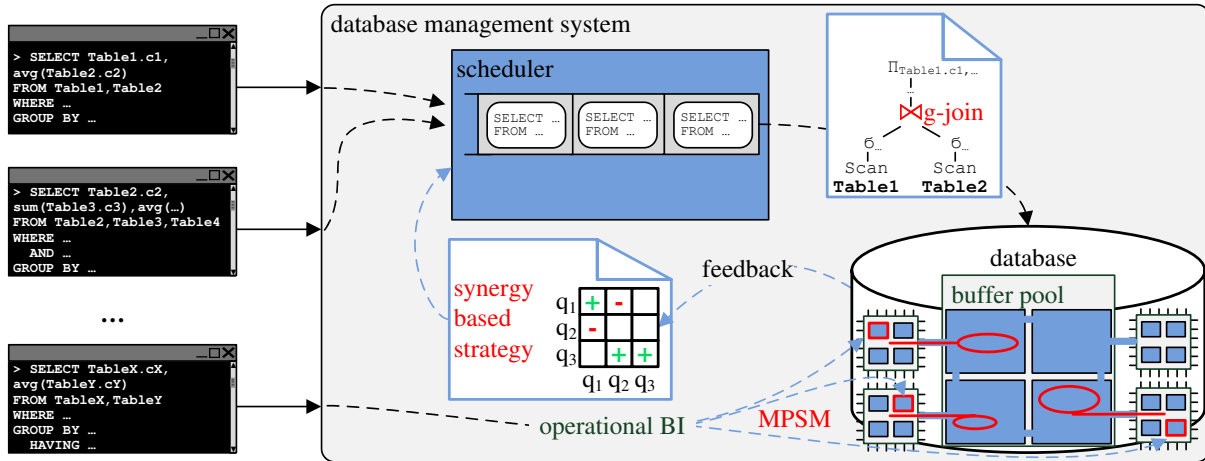 > SELECT Table1.c1,
avg(Table2.c2)
FROM Table1,Table2
WHERE …
GROUP BY …
> SELECT Table2.c2,
sum(Table3.c3),avg(…)
FROM Table2,Table3,Table4
WHERE …
AND …
GROUP BY …
...
> SELECT TableX.cX,
avg(TableY.cY)
FROM TableX,TableY
WHERE …
GROUP BY …
HAVING …
database management system
scheduler
SELECT …
FROM …
SELECT …
FROM …
SELECT …
FROM …
ΠTable1.c1,…
…
g-join
б… б…
Scan Scan
Table1 Table2
synergy
based
strategy
q1 + -
q2 -
q3 + +
q1 q2 q3
feedback
database
buffer pool
operational BI
MPSM